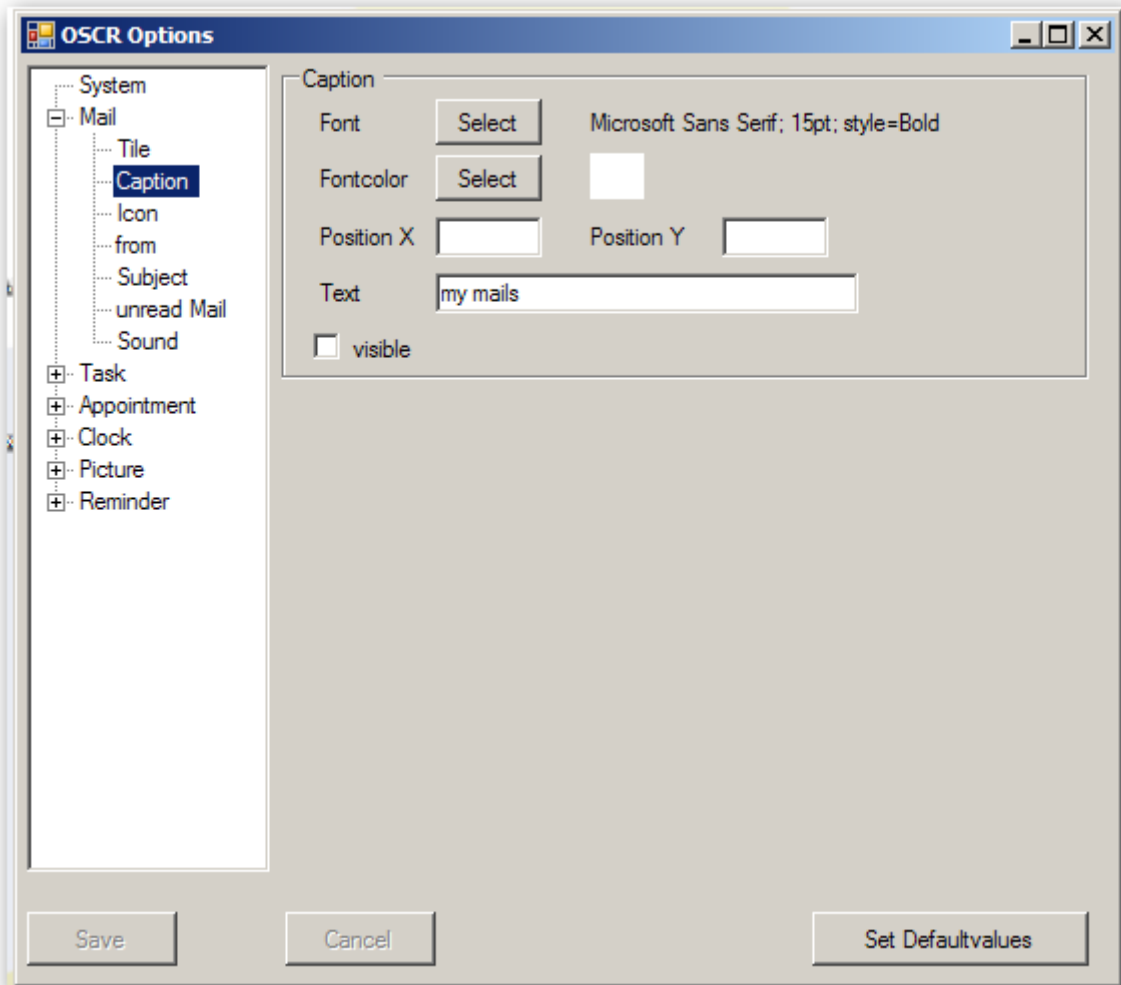 OSCR Options
System
Mail
Tile
Caption
Icon
from
Subject
unread Mail
Sound
Task
Appointment
Clock
Picture
Reminder
Caption
Font Select Microsoft Sans Serif; 15pt; style=Bold
Fontcolor Select
Position X Position Y
Text my mails
visible
Save Cancel Set Defaultvalues